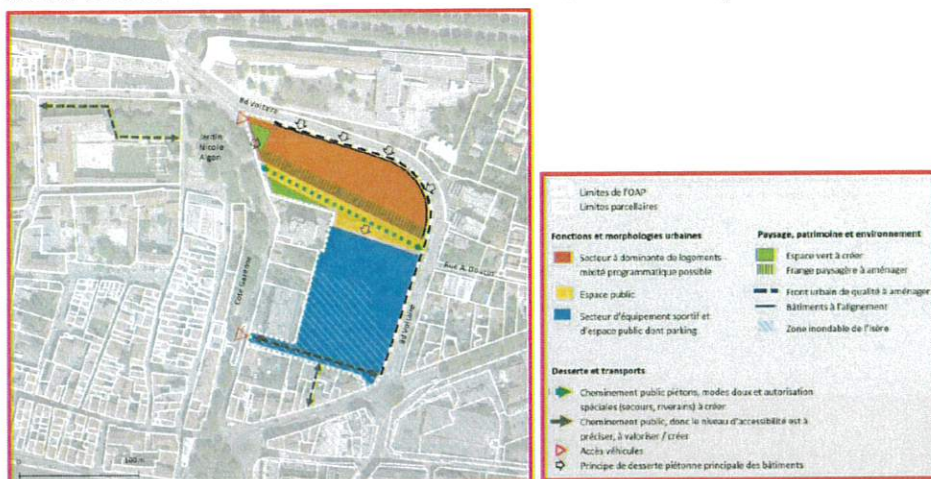 Bd Voltaire
Jardin
Nicole
Algan
Rue A. Doucin
Bd Voltaire
100 m
Limites de l'OAP
Limites parcellaires
Fonctions et morphologies urbaines
Secteur à dominante de logements
mixité programmatique possible
Espace public
Secteur d'équipement sportif et
d'espace public dont parking
Paysage, patrimoine et environnement
Espace vert à créer
Frange paysagère à aménager
Front urbain de qualité à aménager
Bâtiments à l'alignement
Zone inondable de l'Isère
Desserte et transports
Cheminement public piétons, modes doux et autorisation
spéciales (secours, riverains) à créer
Cheminement public, donc le niveau d'accessibilité est à
préciser, à valoriser / créer
Accès véhicules
Principe de desserte piétonne principale des bâtiments